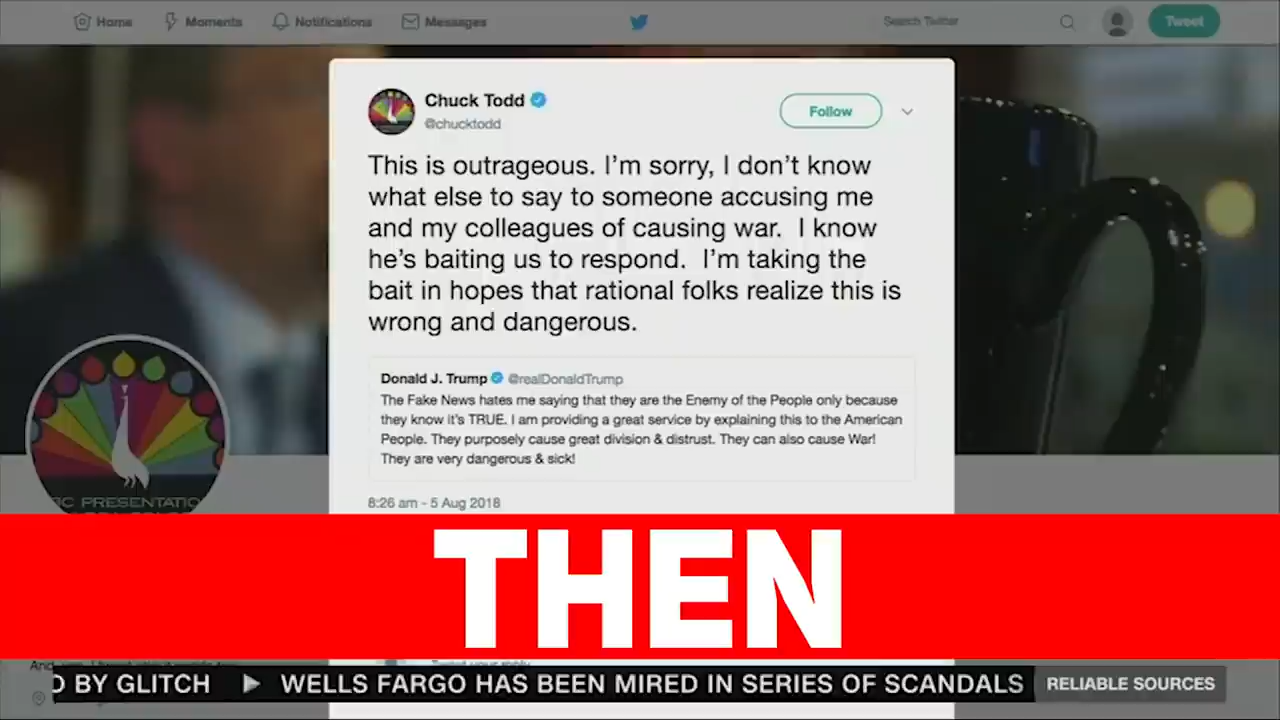 Home Moments Notifications Messages Search Twitter Tweet
Chuck Todd
@chucktodd
Follow
This is outrageous. I'm sorry, I don't know
what else to say to someone accusing me
and my colleagues of causing war. I know
he's baiting us to respond. I'm taking the
bait in hopes that rational folks realize this is
wrong and dangerous.
Donald J. Trump @realDonaldTrump
The Fake News hates me saying that they are the Enemy of the People only because
they know it's TRUE. I am providing a great service by explaining this to the American
People. They purposely cause great division & distrust. They can also cause War!
They are very dangerous & sick!
8:26 am - 5 Aug 2018
BC PRESENTATIO
THEN
BY GLITCH ▶ WELLS FARGO HAS BEEN MIRED IN SERIES OF SCANDALS
RELIABLE SOURCES